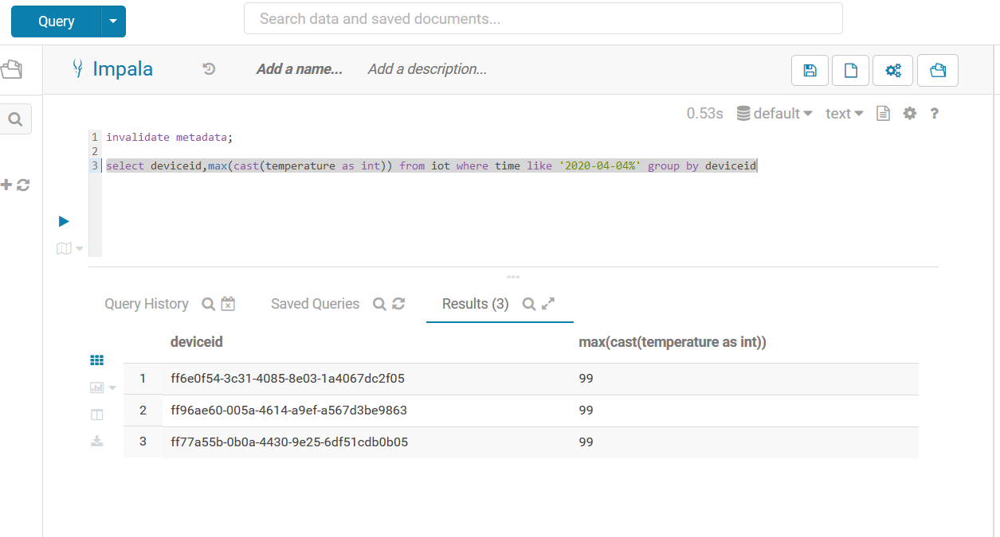 Query
Search data and saved documents...
Impala
Add a name...
Add a description...
0.53s
default
text
?
1 invalidate metadata;
2
3 select deviceid,max(cast(temperature as int)) from iot where time like '2020-04-04%' group by deviceid
Query History
Saved Queries
Results (3)
deviceid max(cast(temperature as int))
1 ff6e0f54-3c31-4085-8e03-1a4067dc2f05 99
2 ff96ae60-005a-4614-a9ef-a567d3be9863 99
3 ff77a55b-0b0a-4430-9e25-6df51cdb0b05 99